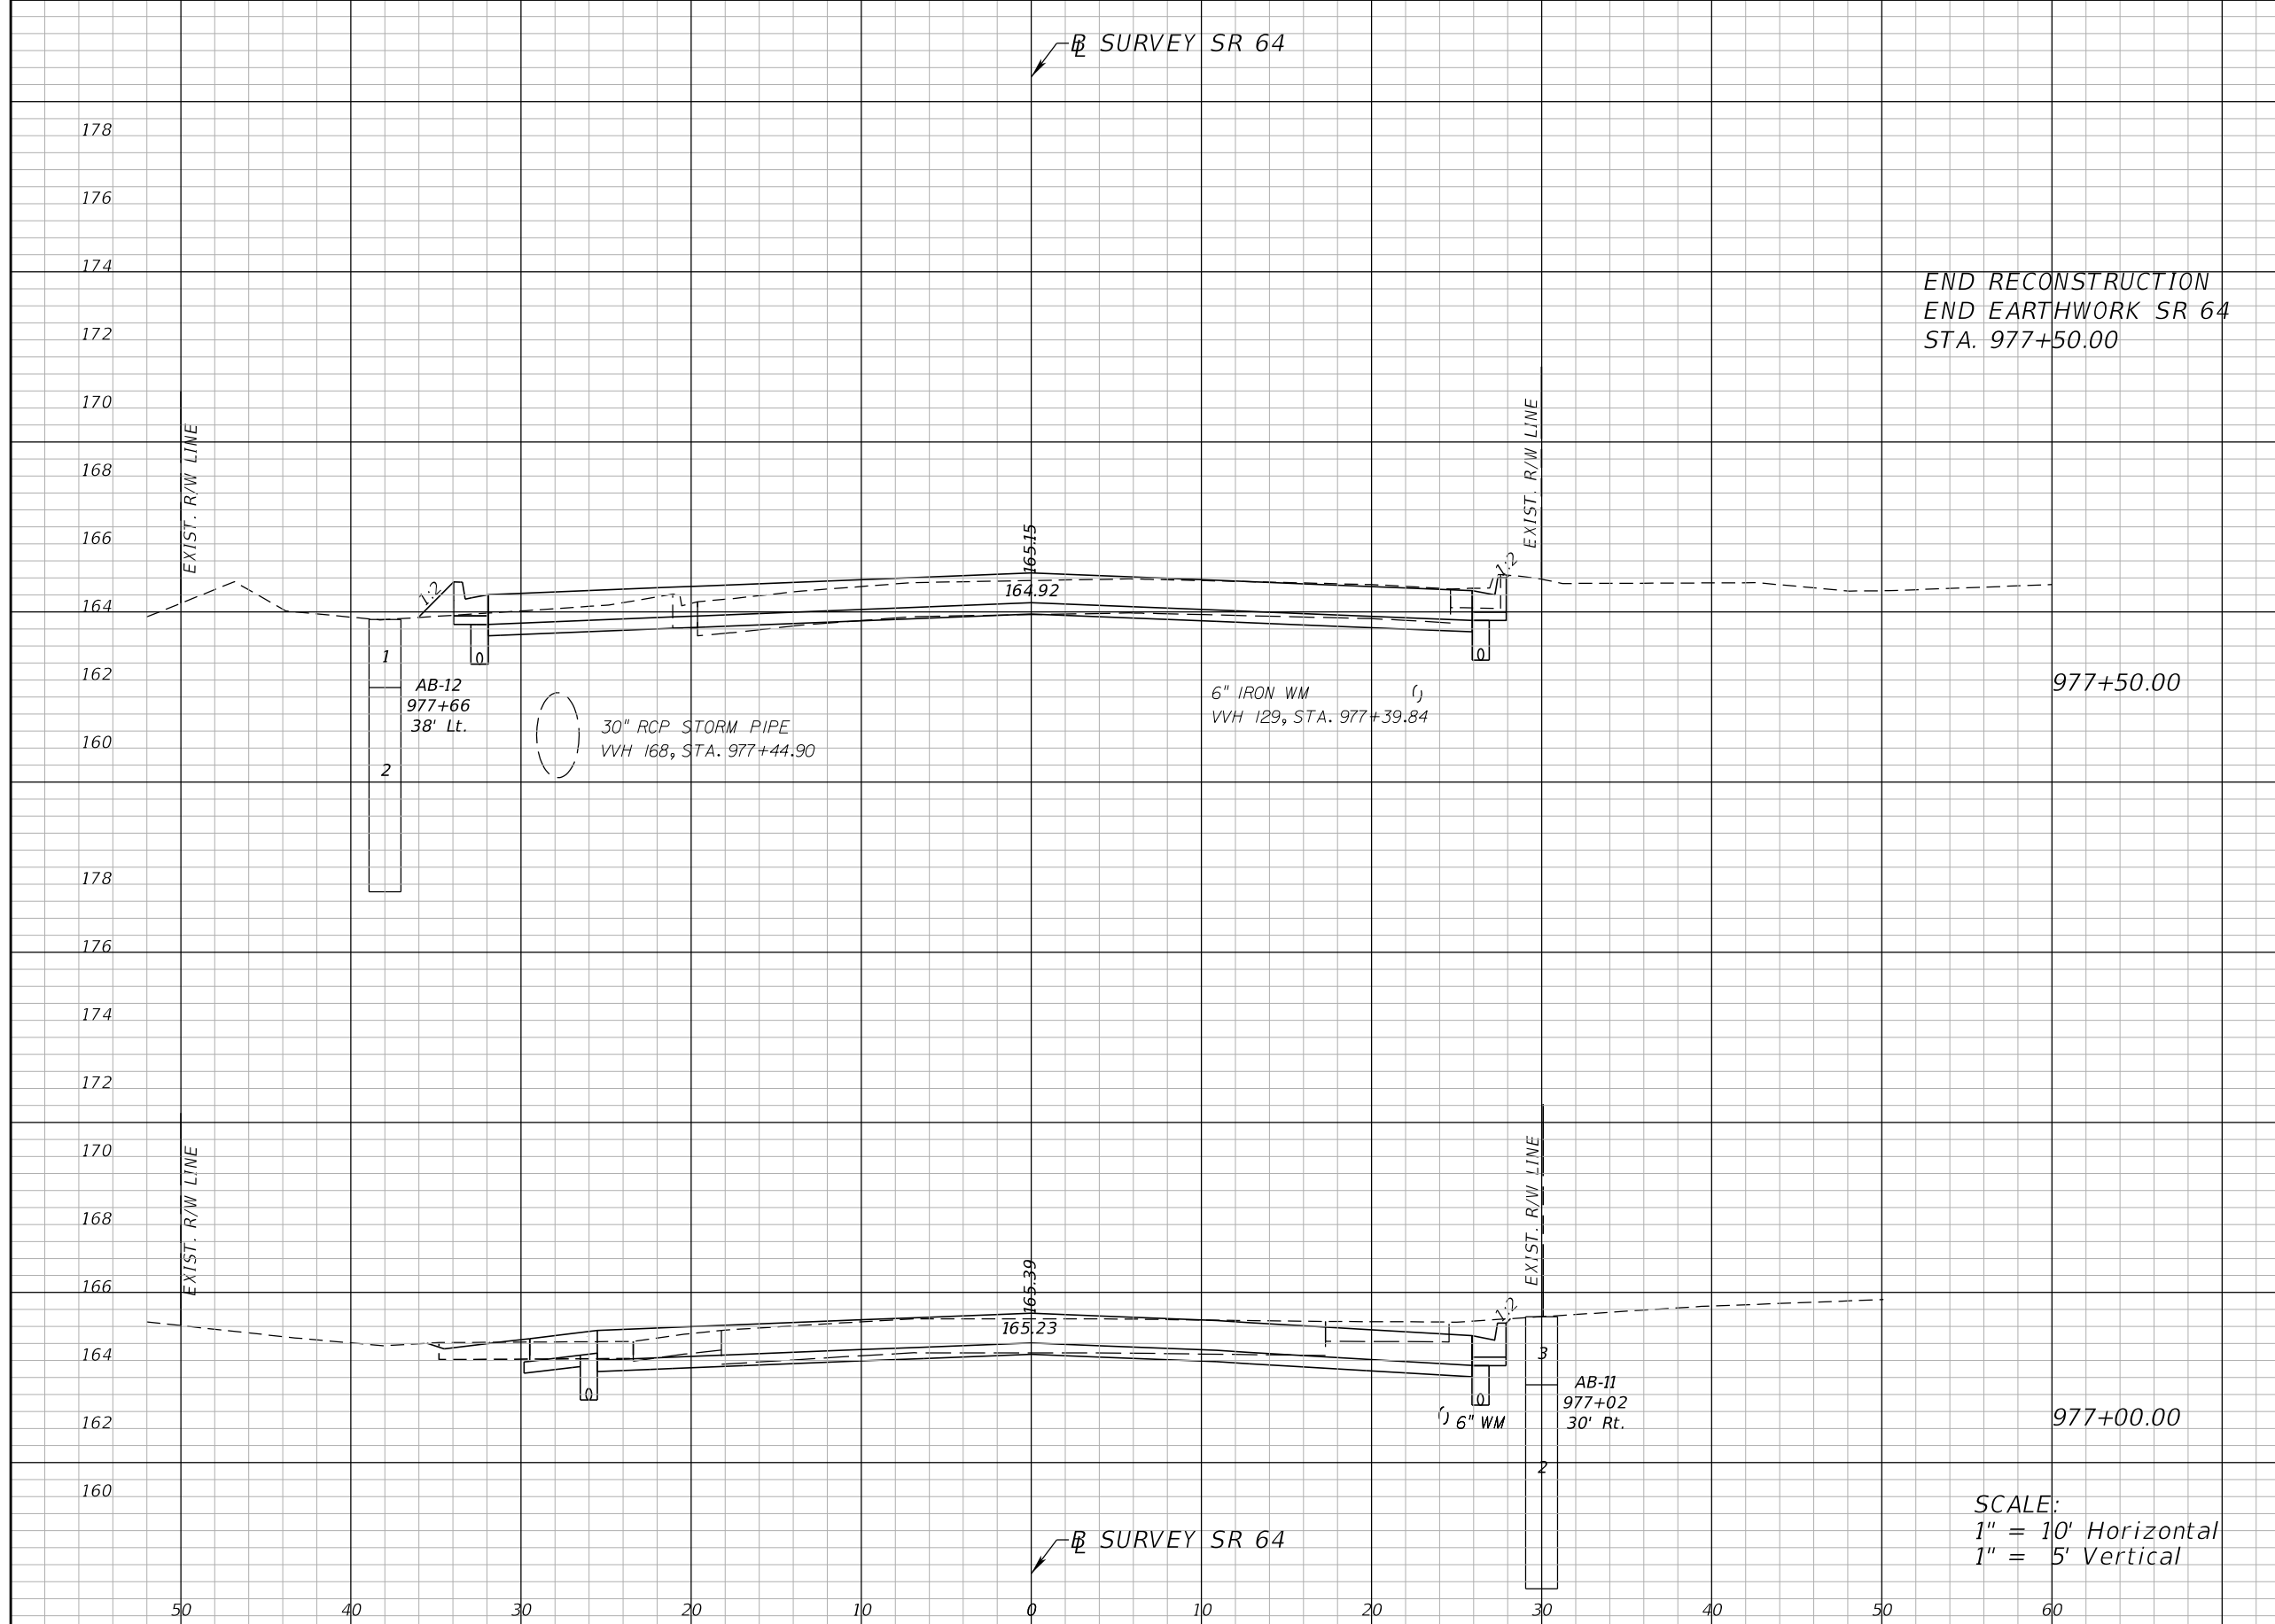 BL SURVEY SR 64
178
176
174
END RECONSTRUCTION
END EARTHWORK SR 64
STA. 977+50.00
172
170
168
166
164
162
160
EXIST. R/W LINE
EXIST. R/W LINE
165.15
164.92
1:2
1:2
0
0
1
2
AB-12
977+66
38' Lt.
30" RCP STORM PIPE
VVH 168, STA. 977+44.90
6" IRON WM
VVH 129, STA. 977+39.84
977+50.00
178
176
174
172
170
168
166
164
162
160
EXIST. R/W LINE
EXIST. R/W LINE
165.39
165.23
1:2
0
0
6" WM
3
2
AB-11
977+02
30' Rt.
977+00.00
SCALE:
1" = 10' Horizontal
1" = 5' Vertical
BL SURVEY SR 64
50 40 30 20 10 0 10 20 30 40 50 60